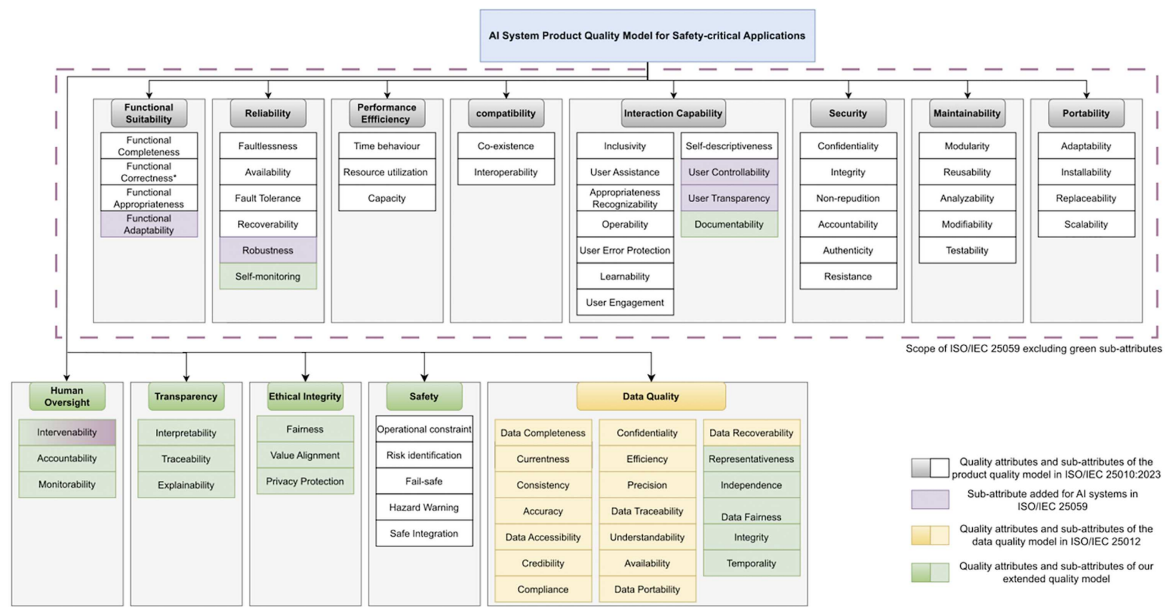 AI System Product Quality Model for Safety-critical Applications
Functional
Suitability
Functional
Completeness
Functional
Correctness*
Functional
Appropriateness
Functional
Adaptability
Reliability
Faultlessness
Availability
Fault Tolerance
Recoverability
Robustness
Self-monitoring
Performance
Effficiency
Time behaviour
Resource utilization
Capacity
compatibility
Co-existence
Interoperability
Interaction Capability
Inclusivity
User Assistance
Appropriateness
Recognizability
Operability
User Error Protection
Learnability
User Engagement
Self-descriptiveness
User Controllability
User Transparency
Documentability
Security
Confidentiality
Integrity
Non-repudition
Accountability
Authenticity
Resistance
Maintainability
Modularity
Reusability
Analyzability
Modifiability
Testability
Portability
Adaptability
Installability
Replaceability
Scalability
Scope of ISO/IEC 25059 excluding green sub-attributes
Human
Oversight
Intervenability
Accountability
Monitorability
Transparency
Interpretability
Traceability
Explainability
Ethical Integrity
Fairness
Value Alignment
Privacy Protection
Safety
Operational constraint
Risk identification
Fail-safe
Hazard Warning
Safe Integration
Data Quality
Data Completeness
Currentness
Consistency
Accuracy
Data Accessibility
Credibility
Compliance
Confidentiality
Efficiency
Precision
Data Traceability
Understandability
Availability
Data Portability
Data Recoverability
Representativeness
Independence
Data Fairness
Integrity
Temporality
Quality attributes and sub-attributes of the
product quality model in ISO/IEC 25010:2023
Sub-attribute added for AI systems in
ISO/IEC 25059
Quality attributes and sub-attributes of the
data quality model in ISO/IEC 25012
Quality attributes and sub-attributes of our
extended quality model